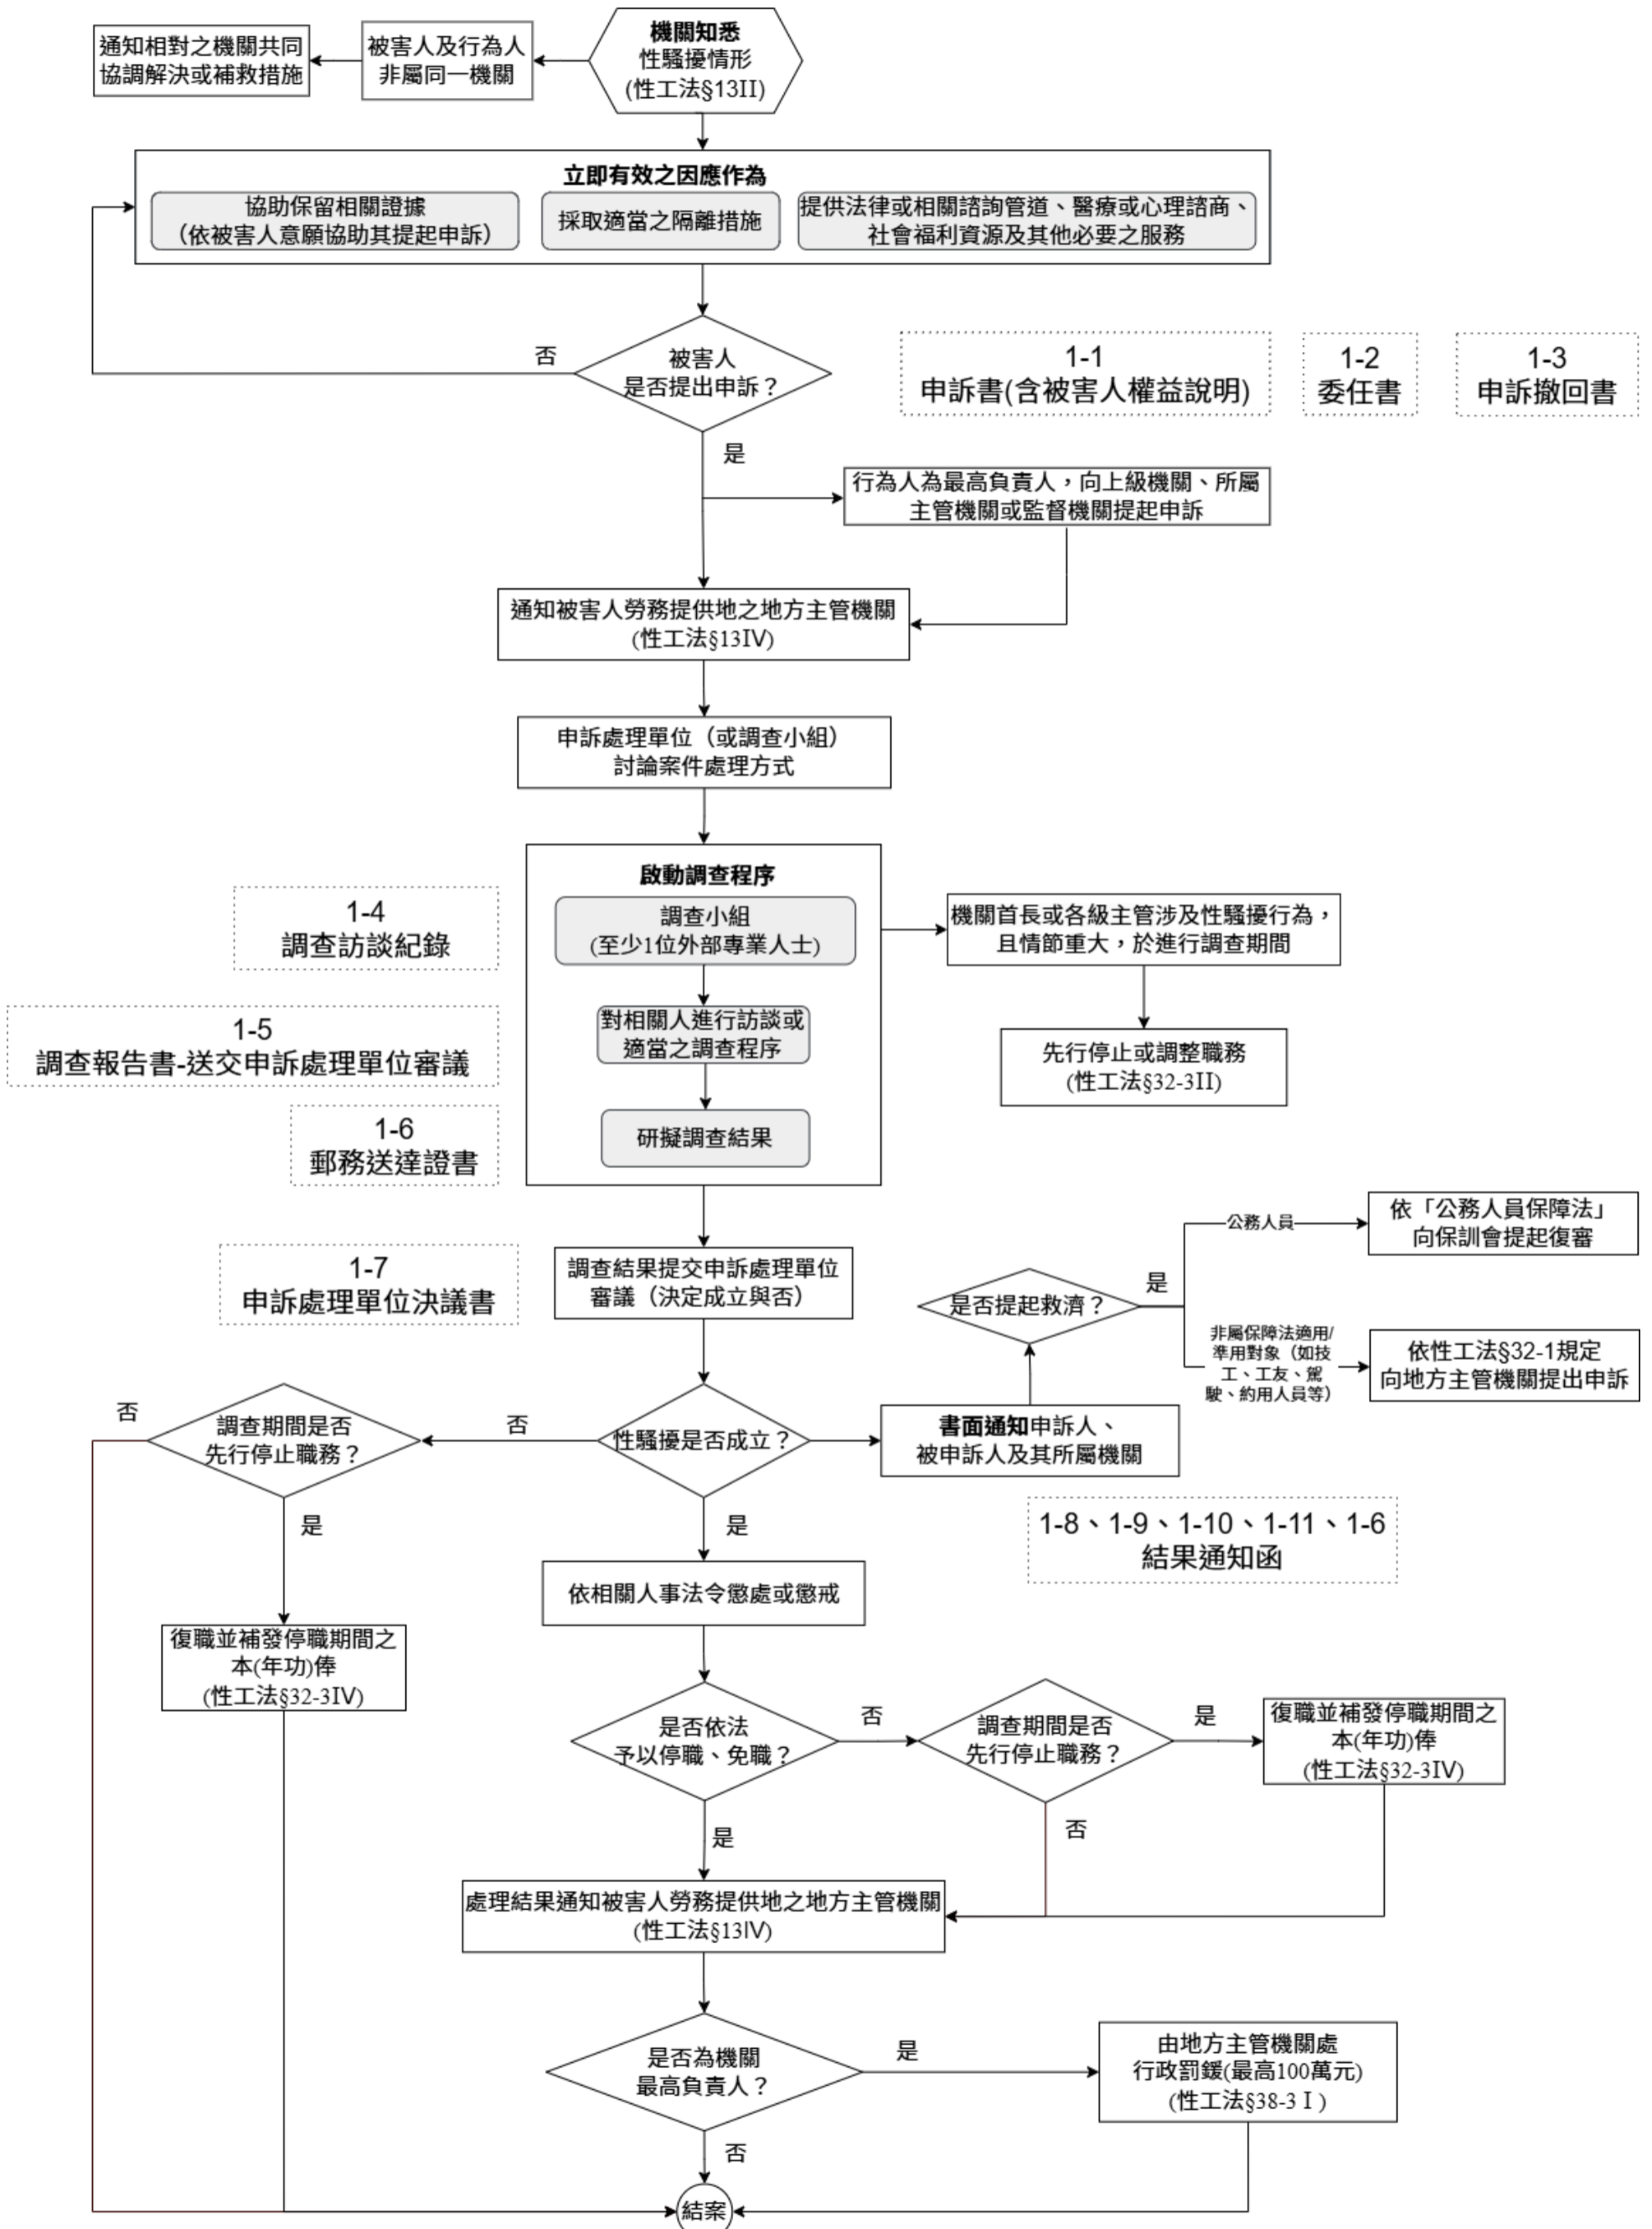 機關知悉
性騷擾情形
(性工法§13II)
被害人及行為人
非屬同一機關
通知相對之機關共同
協調解決或補救措施
立即有效之因應作為
協助保留相關證據
（依被害人意願協助其提起申訴）
採取適當之隔離措施
提供法律或相關諮詢管道、醫療或心理諮商、
社會福利資源及其他必要之服務
被害人
是否提出申訴？
否
是
1-1
申訴書(含被害人權益說明)
1-2
委任書
1-3
申訴撤回書
行為人為最高負責人，向上級機關、所屬
主管機關或監督機關提起申訴
通知被害人勞務提供地之地方主管機關
(性工法§13IV)
申訴處理單位（或調查小組）
討論案件處理方式
啟動調查程序
調查小組
(至少1位外部專業人士)
對相關人進行訪談或
適當之調查程序
研擬調查結果
1-4
調查訪談紀錄
1-5
調查報告書-送交申訴處理單位審議
1-6
郵務送達證書
機關首長或各級主管涉及性騷擾行為，
且情節重大，於進行調查期間
先行停止或調整職務
(性工法§32-3II)
調查結果提交申訴處理單位
審議（決定成立與否）
1-7
申訴處理單位決議書
是否提起救濟？
是
公務人員
依「公務人員保障法」
向保訓會提起復審
非屬保障法適用/
準用對象（如技
工、工友、駕
駛、約用人員等）
依性工法§32-1規定
向地方主管機關提出申訴
性騷擾是否成立？
否
是
書面通知申訴人、
被申訴人及其所屬機關
1-8、1-9、1-10、1-11、1-6
結果通知函
調查期間是否
先行停止職務？
否
是
復職並補發停職期間之
本(年功)俸
(性工法§32-3IV)
依相關人事法令懲處或懲戒
是否依法
予以停職、免職？
否
是
調查期間是否
先行停止職務？
是
否
復職並補發停職期間之
本(年功)俸
(性工法§32-3IV)
處理結果通知被害人勞務提供地之地方主管機關
(性工法§13IV)
是否為機關
最高負責人？
是
否
由地方主管機關處
行政罰鍰(最高100萬元)
(性工法§38-3 I )
結案